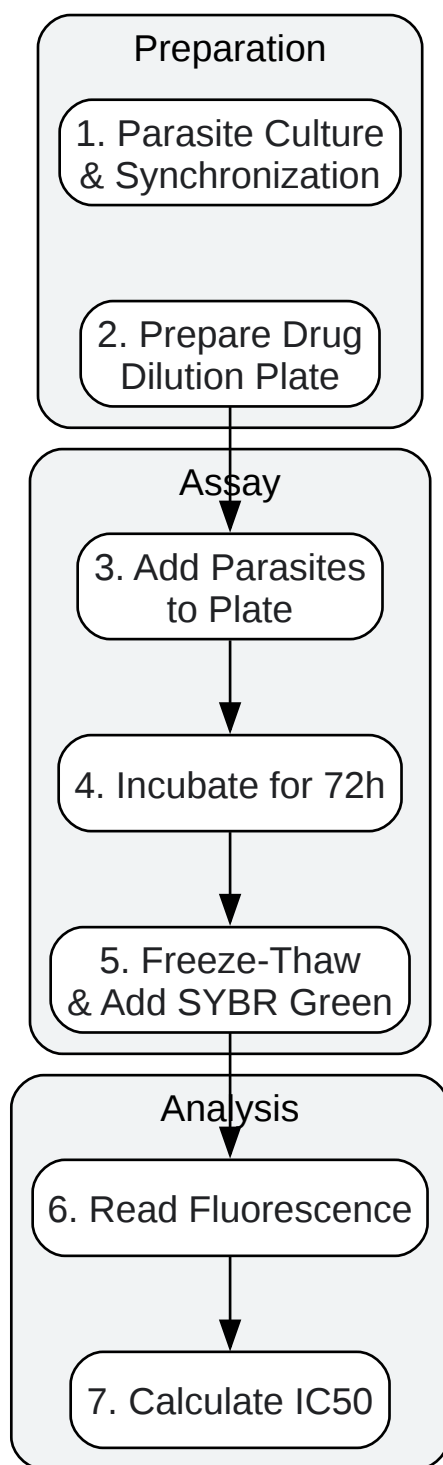 Preparation
1. Parasite Culture
& Synchronization
2. Prepare Drug
Dilution Plate
Assay
3. Add Parasites
to Plate
4. Incubate for 72h
5. Freeze-Thaw
& Add SYBR Green
Analysis
6. Read Fluorescence
7. Calculate IC50